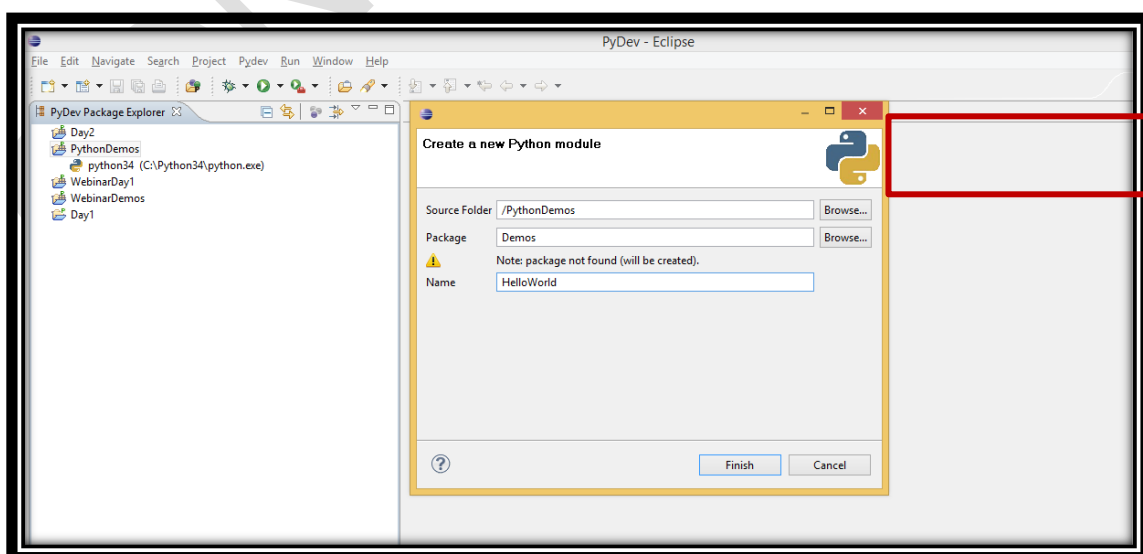 PyDev - Eclipse
File Edit Navigate Search Project Pydev Run Window Help
PyDev Package Explorer
Day2
PythonDemos
python34 (C:\Python34\python.exe)
WebinarDay1
WebinarDemos
Day1
Create a new Python module
Source Folder /PythonDemos Browse...
Package Demos Browse...
Note: package not found (will be created).
Name HelloWorld
Finish Cancel